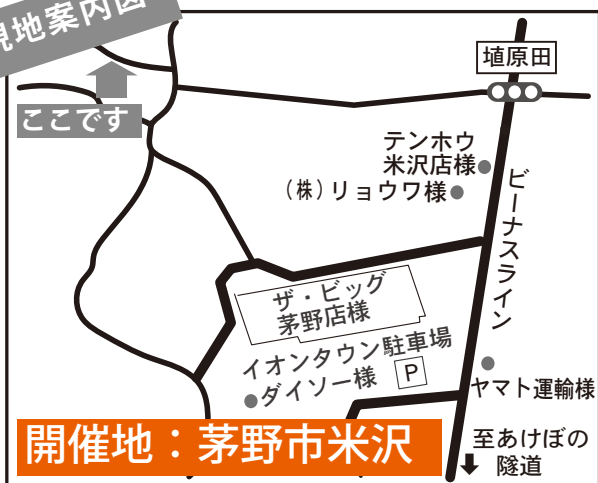 現地案内図
埴原田
ここです
テンホウ
米沢店様
(株)リョウワ様
ビーナスライン
ザ・ビッグ
茅野店様
イオンタウン駐車場
P
ダイソー様
ヤマト運輸様
開催地：茅野市米沢
至あけぼの
隧道